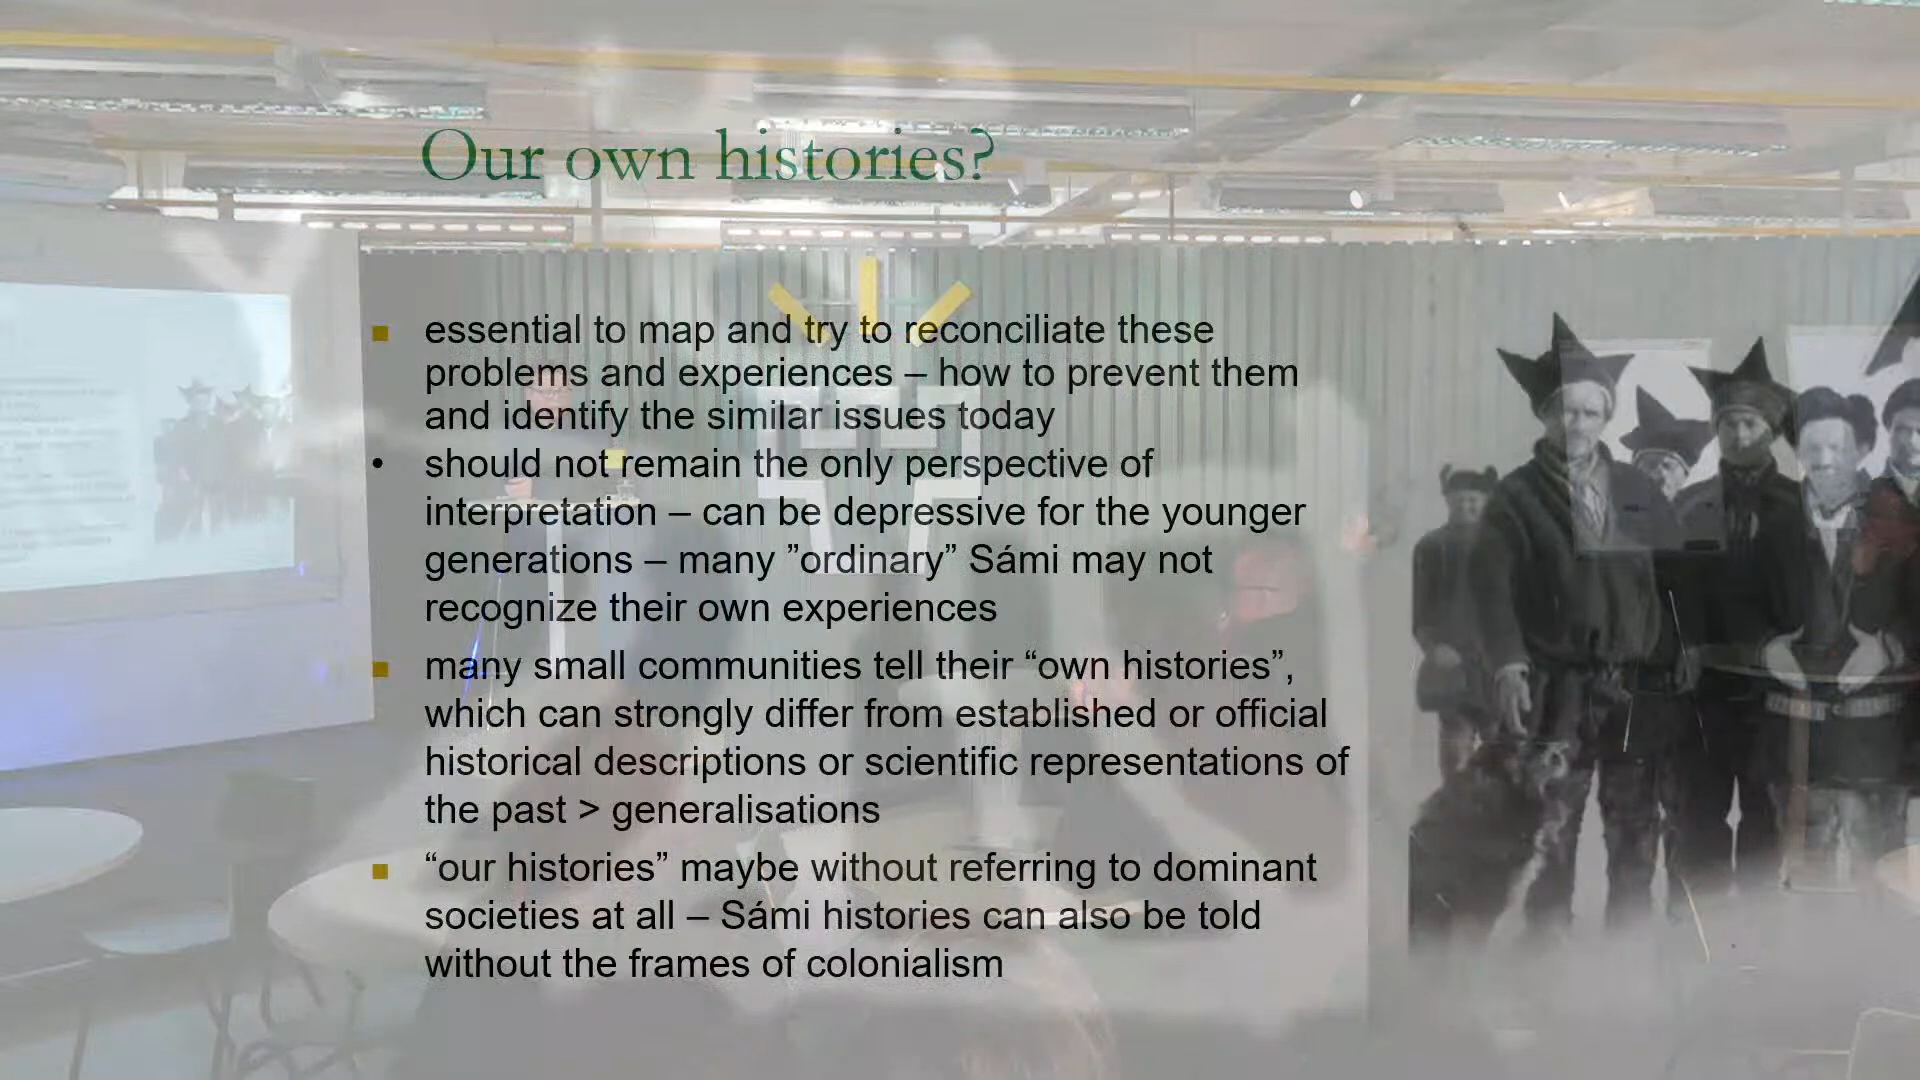 Our own histories?
■ essential to map and try to reconciliate these
problems and experiences – how to prevent them
and identify the similar issues today
• should not remain the only perspective of
interpretation – can be depressive for the younger
generations – many ”ordinary” Sámi may not
recognize their own experiences
■ many small communities tell their “own histories”,
which can strongly differ from established or official
historical descriptions or scientific representations of
the past > generalisations
■ “our histories” maybe without referring to dominant
societies at all – Sámi histories can also be told
without the frames of colonialism